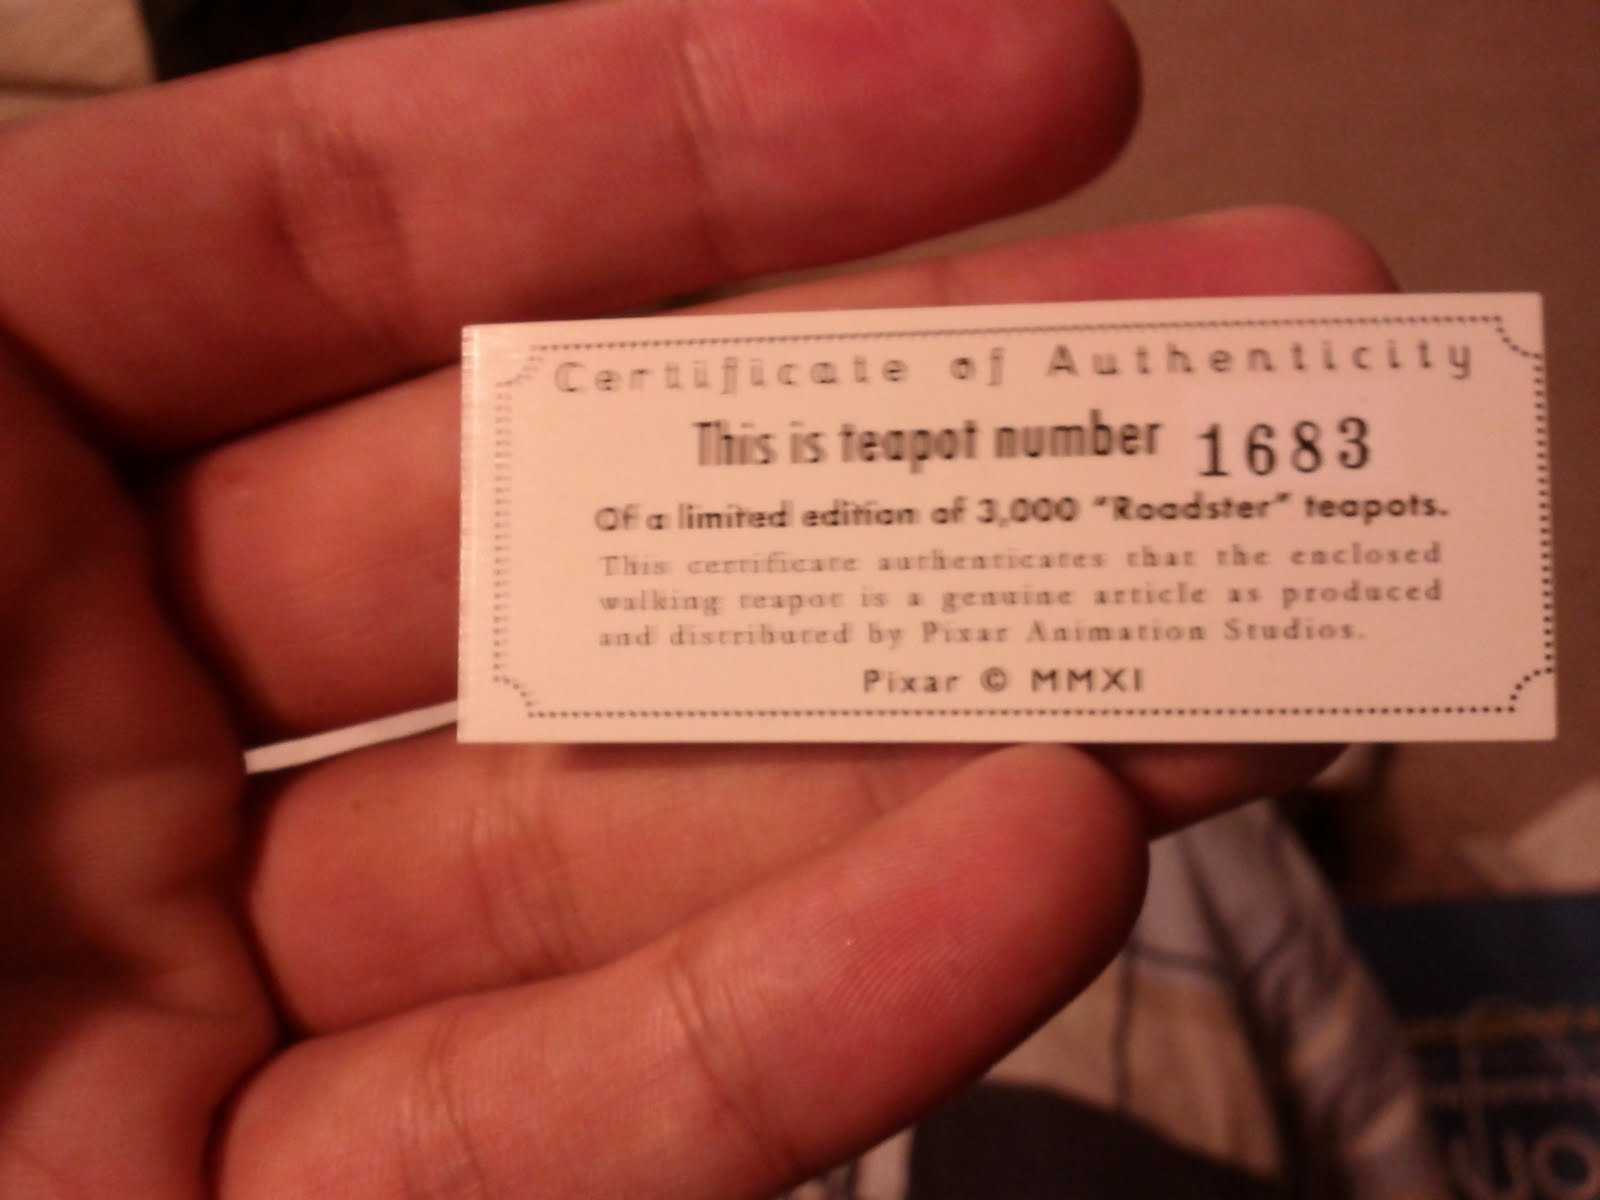 Certificate of Authenticity
This is teapot number 1683
Of a limited edition of 3,000 "Roadster" teapots.
This certificate authenticates that the enclosed
walking teapot is a genuine article as produced
and distributed by Pixar Animation Studios.
Pixar © MMXI